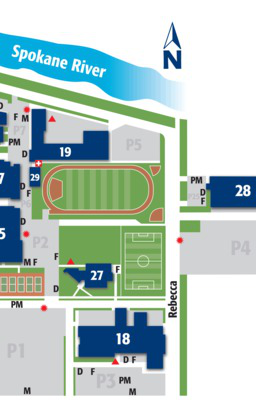 Spokane River
N
D
F M
P7
PM
D
19
P5
7
29
D
F
PM
D
F
28
D
5
P2
M F
F
D
27
F
P4
PM
Rebecca
P1
18
D F
D F
P3
PM
M
M